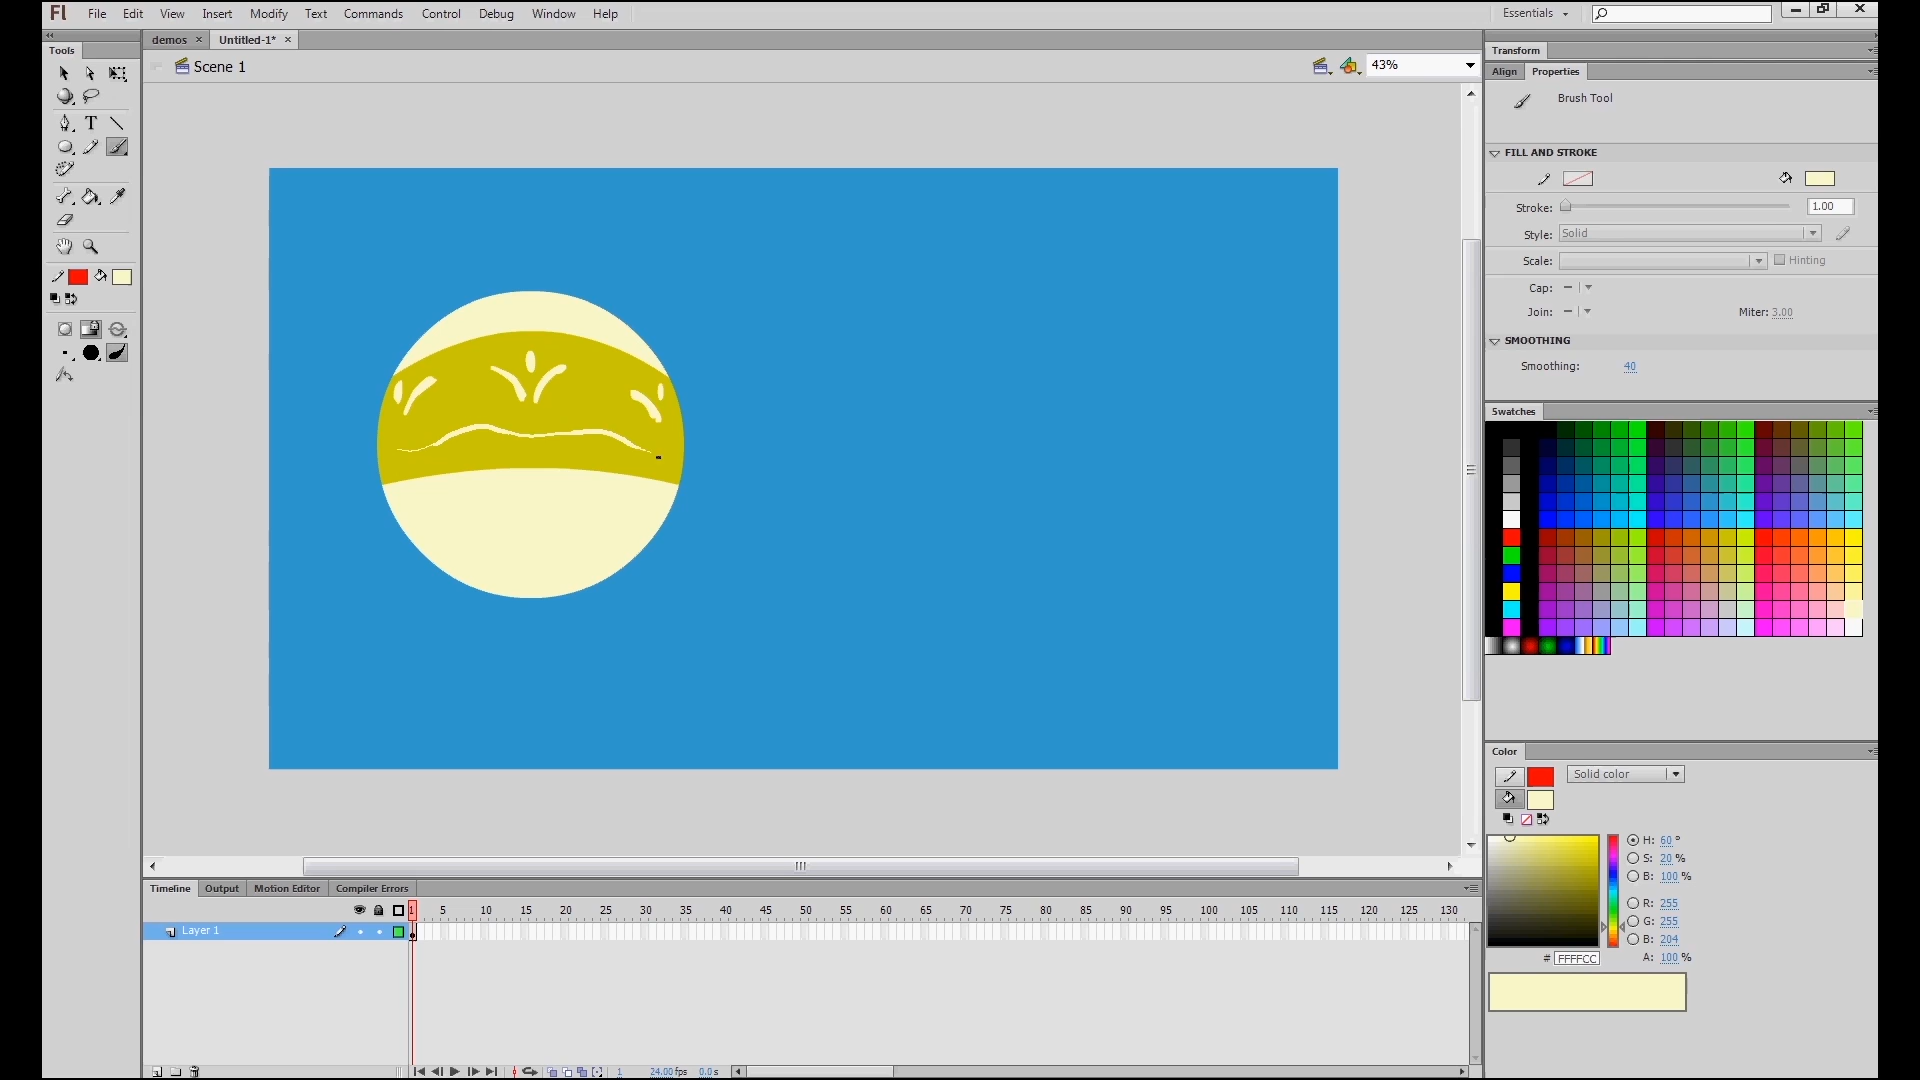 Fl File Edit View Insert Modify Text Commands Control Debug Window Help Essentials
Tools demos Untitled-1* Transform
Scene 1 43% Align Properties
Brush Tool
FILL AND STROKE
Stroke: 1.00
Style: Solid
Scale: Hinting
Cap:
Join: Miter: 3.00
SMOOTHING
Smoothing: 40
Swatches
Color
Solid color
H: 60 °
S: 20 %
B: 100 %
R: 255
G: 255
B: 204
# FFFFCC A: 100 %
Timeline Output Motion Editor Compiler Errors
1 5 10 15 20 25 30 35 40 45 50 55 60 65 70 75 80 85 90 95 100 105 110 115 120 125 130
Layer 1
1 24.00 fps 0.0 s